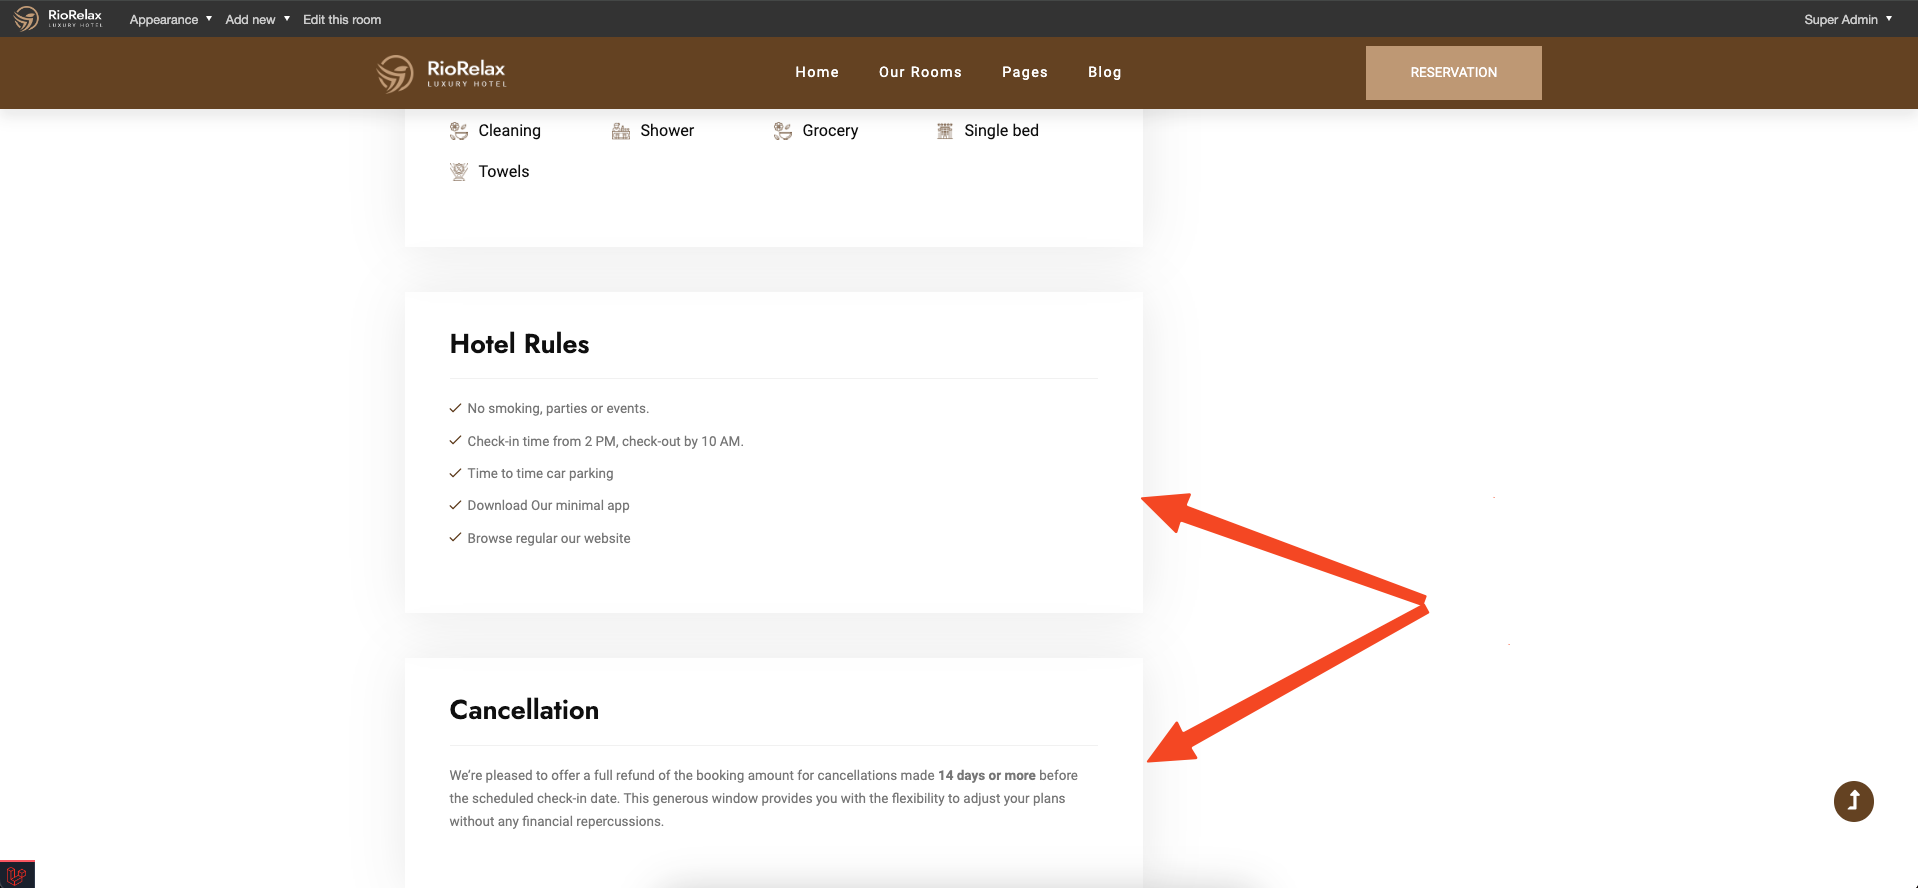 RioRelax
LUXURY HOTEL
Appearance
Add new
Edit this room
Super Admin
RioRelax
LUXURY HOTEL
Home
Our Rooms
Pages
Blog
RESERVATION
Cleaning
Shower
Grocery
Single bed
Towels
Hotel Rules
No smoking, parties or events.
Check-in time from 2 PM, check-out by 10 AM.
Time to time car parking
Download Our minimal app
Browse regular our website
Cancellation
We’re pleased to offer a full refund of the booking amount for cancellations made 14 days or more before
the scheduled check-in date. This generous window provides you with the flexibility to adjust your plans
without any financial repercussions.